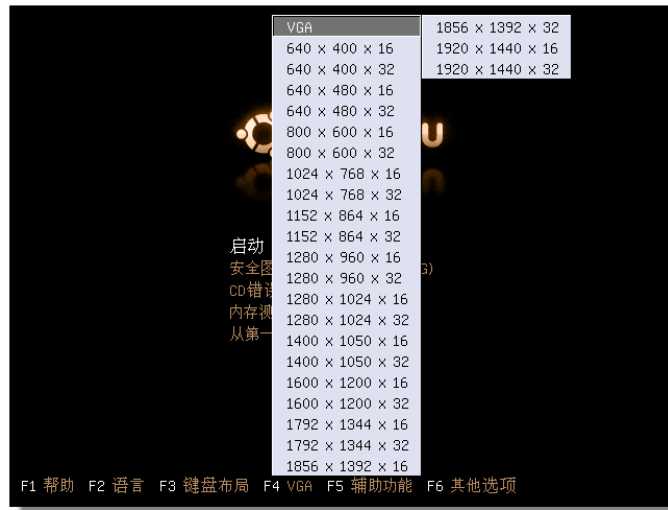 VGA
640 x 400 x 16
640 x 400 x 32
640 x 480 x 16
640 x 480 x 32
800 x 600 x 16
800 x 600 x 32
1024 x 768 x 16
1024 x 768 x 32
1152 x 864 x 16
1152 x 864 x 32
1280 x 960 x 16
1280 x 960 x 32
1280 x 1024 x 16
1280 x 1024 x 32
1400 x 1050 x 16
1400 x 1050 x 32
1600 x 1200 x 16
1600 x 1200 x 32
1792 x 1344 x 16
1792 x 1344 x 32
1856 x 1392 x 16
1856 x 1392 x 32
1920 x 1440 x 16
1920 x 1440 x 32
U
启动
安全图 G)
CD错误
内存测
从第一
F1 帮助 F2 语言 F3 键盘布局 F4 VGA F5 辅助功能 F6 其他选项